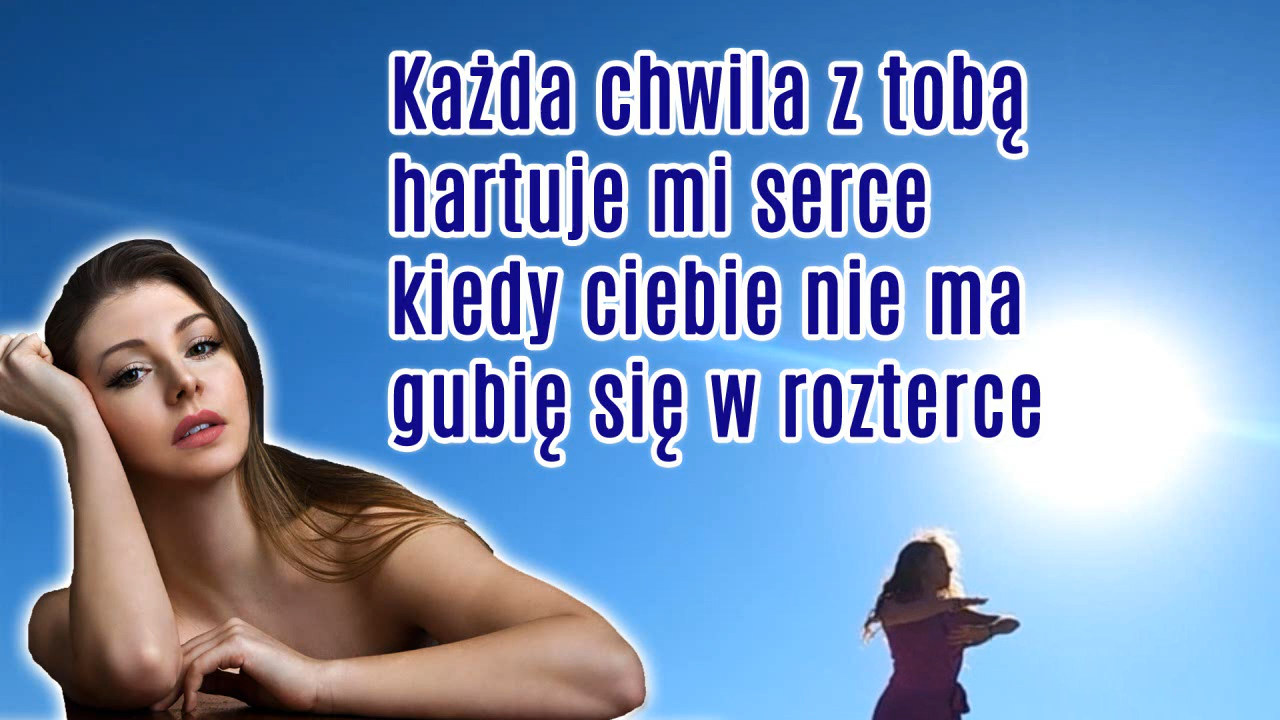 Każda chwila z tobą
hartuje mi serce
kiedy ciebie nie ma
gubię się w rozterce